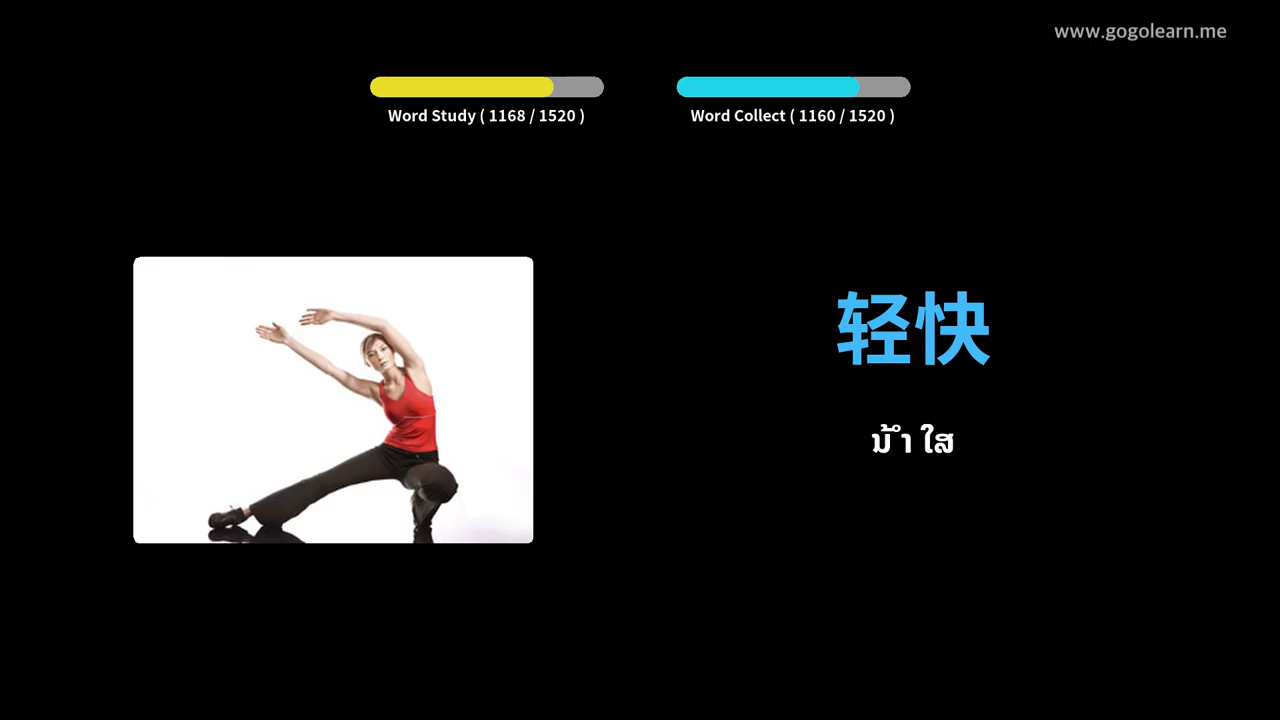 www.gogolearn.me
Word Study ( 1168 / 1520 )
Word Collect ( 1160 / 1520 )
轻快
ນ້ໍາ ໃສ